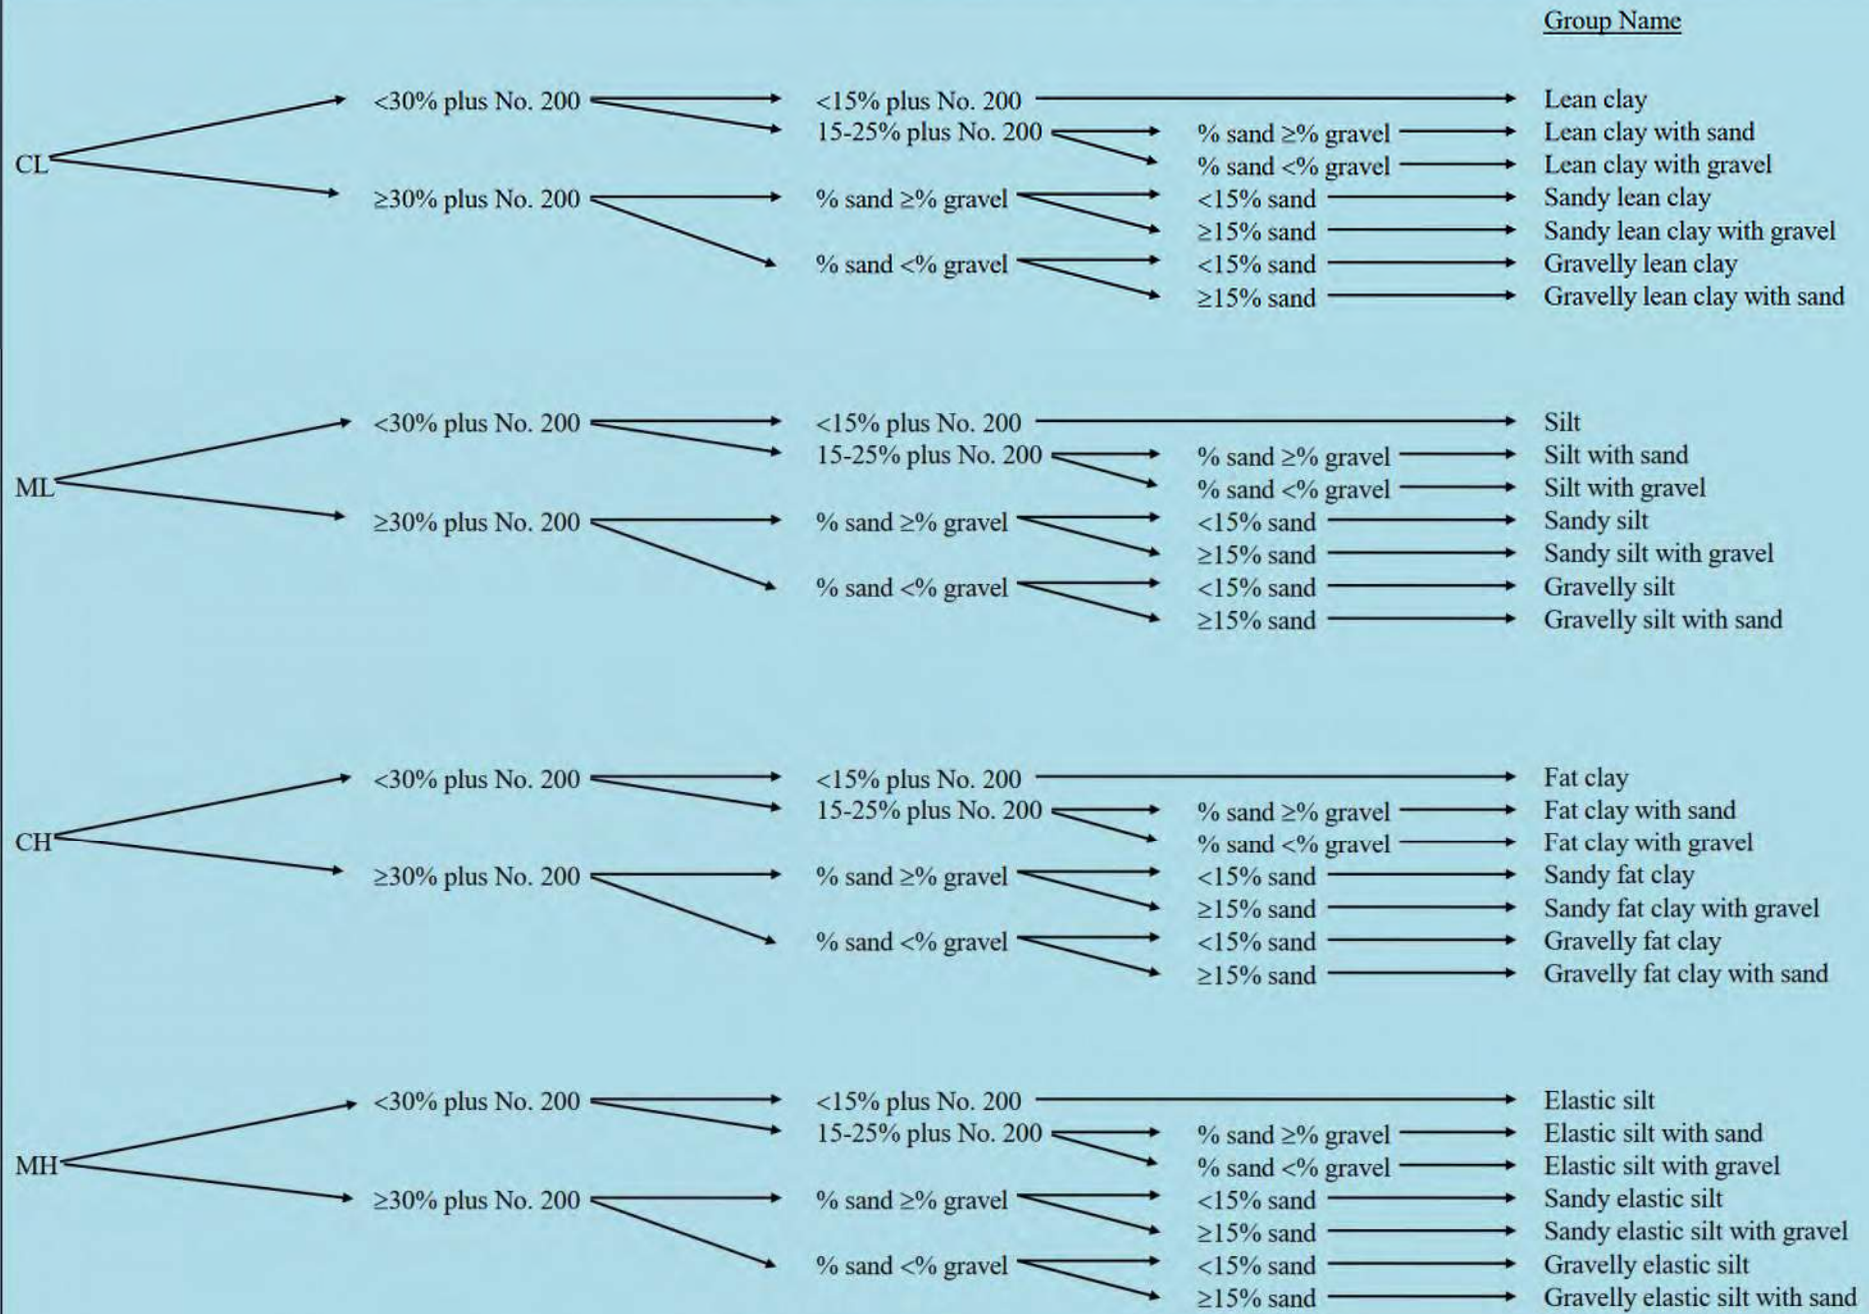 Group Name
<30% plus No. 200 <15% plus No. 200 Lean clay
15-25% plus No. 200 % sand ≥% gravel Lean clay with sand
CL % sand <% gravel Lean clay with gravel
≥30% plus No. 200 % sand ≥% gravel <15% sand Sandy lean clay
≥15% sand Sandy lean clay with gravel
% sand <% gravel <15% sand Gravelly lean clay
≥15% sand Gravelly lean clay with sand
<30% plus No. 200 <15% plus No. 200 Silt
15-25% plus No. 200 % sand ≥% gravel Silt with sand
ML % sand <% gravel Silt with gravel
≥30% plus No. 200 % sand ≥% gravel <15% sand Sandy silt
≥15% sand Sandy silt with gravel
% sand <% gravel <15% sand Gravelly silt
≥15% sand Gravelly silt with sand
<30% plus No. 200 <15% plus No. 200 Fat clay
15-25% plus No. 200 % sand ≥% gravel Fat clay with sand
CH % sand <% gravel Fat clay with gravel
≥30% plus No. 200 % sand ≥% gravel <15% sand Sandy fat clay
≥15% sand Sandy fat clay with gravel
% sand <% gravel <15% sand Gravelly fat clay
≥15% sand Gravelly fat clay with sand
<30% plus No. 200 <15% plus No. 200 Elastic silt
15-25% plus No. 200 % sand ≥% gravel Elastic silt with sand
MH % sand <% gravel Elastic silt with gravel
≥30% plus No. 200 % sand ≥% gravel <15% sand Sandy elastic silt
≥15% sand Sandy elastic silt with gravel
% sand <% gravel <15% sand Gravelly elastic silt
≥15% sand Gravelly elastic silt with sand